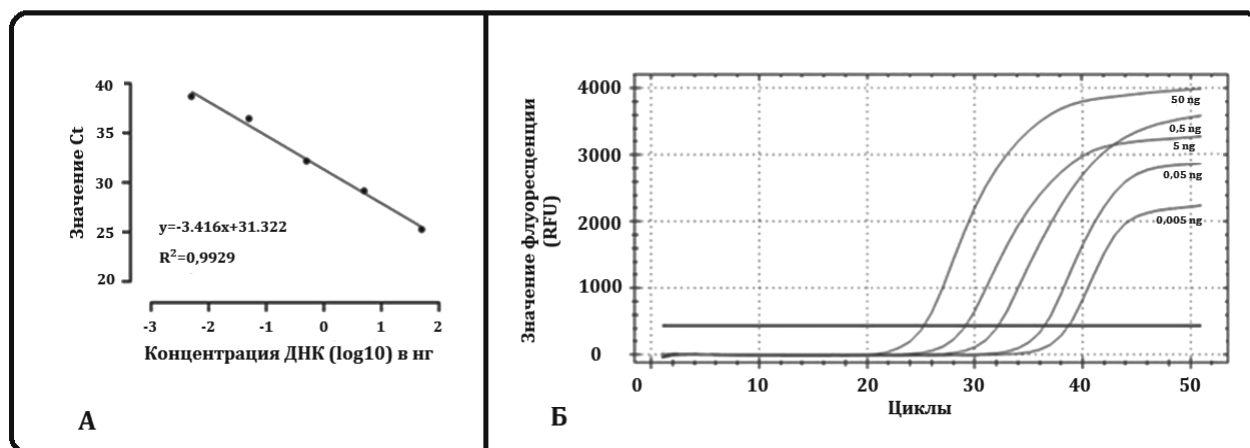 Значение Ct
40
35
30
25
20
y=-3.416x+31.322
R²=0,9929
-3
-2
-1
0
1
2
Концентрация ДНК (log10) в нг
А
Значение флуоресценции
(RFU)
4000
3000
2000
1000
0
50 ng
0,5 ng
5 ng
0,05 ng
0,005 ng
0
10
20
30
40
50
Циклы
Б